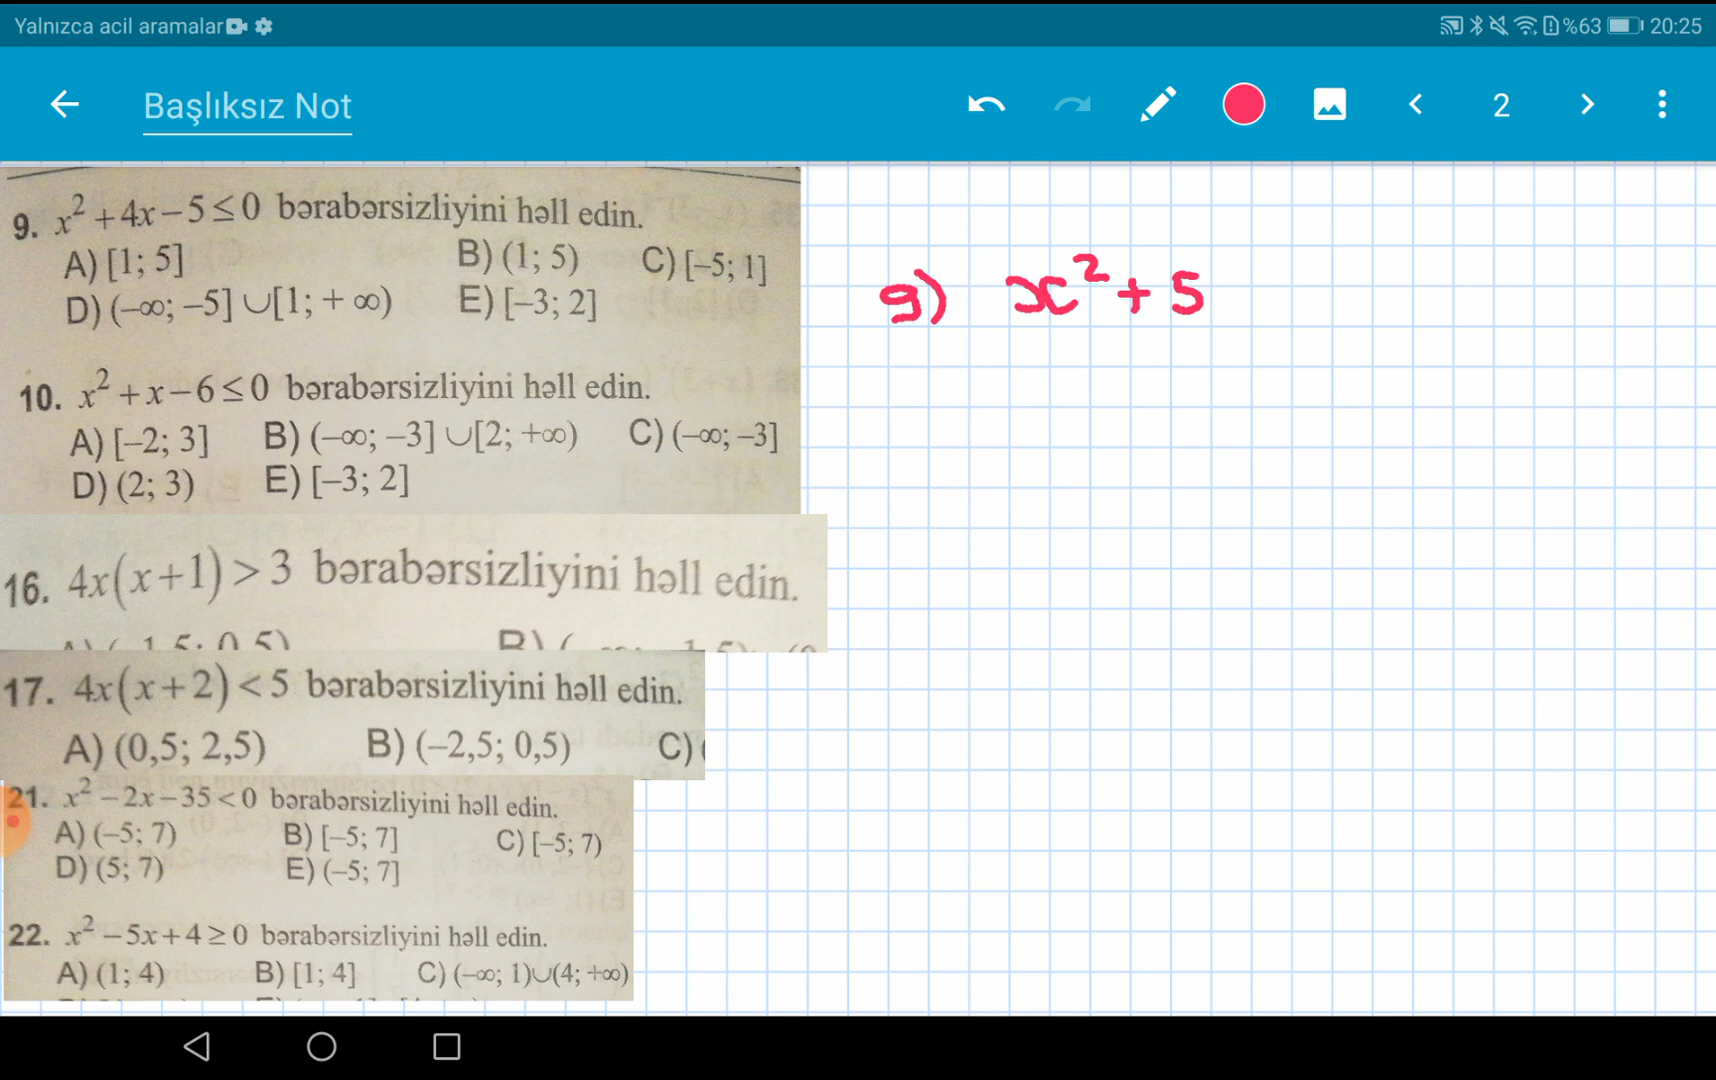 Yalnızca acil aramalar %63 20:25
Başlıksız Not 2
9. x² + 4x − 5 ≤ 0 bərabərsizliyini həll edin.
A) [1; 5] B) (1; 5) C) [−5; 1]
D) (−∞; −5] ∪ [1; + ∞) E) [−3; 2]
10. x² + x − 6 ≤ 0 bərabərsizliyini həll edin.
A) [−2; 3] B) (−∞; −3] ∪ [2; +∞) C) (−∞; −3]
D) (2; 3) E) [−3; 2]
16. 4x(x+1) > 3 bərabərsizliyini həll edin.
17. 4x(x+2) < 5 bərabərsizliyini həll edin.
A) (0,5; 2,5) B) (−2,5; 0,5) C)
21. x² − 2x − 35 < 0 bərabərsizliyini həll edin.
A) (−5; 7) B) [−5; 7] C) [−5; 7)
D) (5; 7) E) (−5; 7]
22. x² − 5x + 4 ≥ 0 bərabərsizliyini həll edin.
A) (1; 4) B) [1; 4] C) (−∞; 1)∪(4; +∞)
9) x² + 5